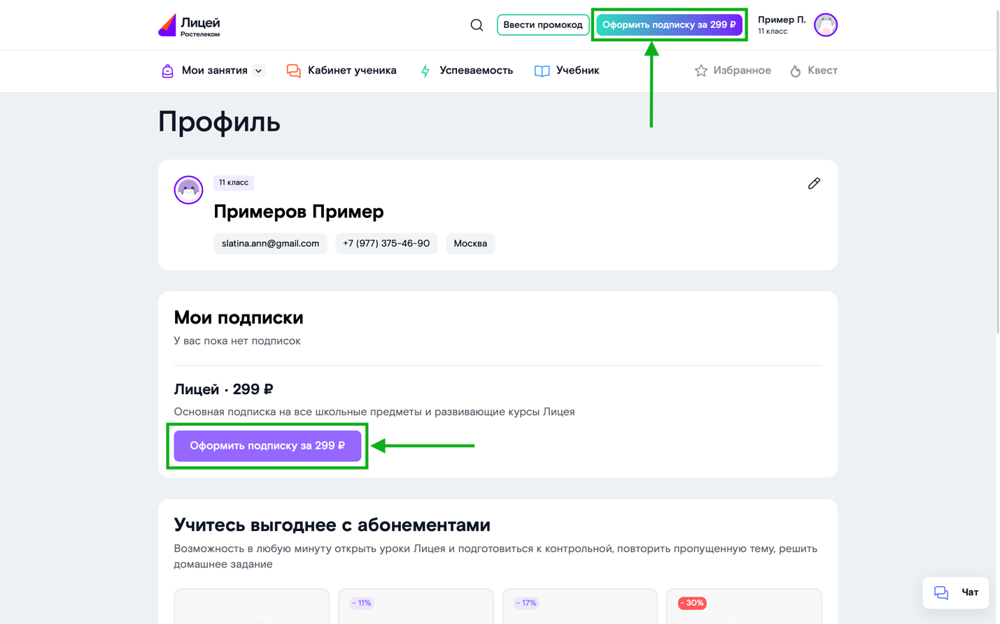 Лицей
Ростелеком
Ввести промокод
Оформить подписку за 299 ₽
Пример П.
11 класс
Мои занятия
Кабинет ученика
Успеваемость
Учебник
Избранное
Квест
Профиль
11 класс
Примеров Пример
slatina.ann@gmail.com
+7 (977) 375-46-90
Москва
Мои подписки
У вас пока нет подписок
Лицей · 299 ₽
Основная подписка на все школьные предметы и развивающие курсы Лицея
Оформить подписку за 299 ₽
Учитесь выгоднее с абонементами
Возможность в любую минуту открыть уроки Лицея и подготовиться к контрольной, повторить пропущенную тему, решить
домашнее задание
- 11%
- 17%
- 30%
Чат